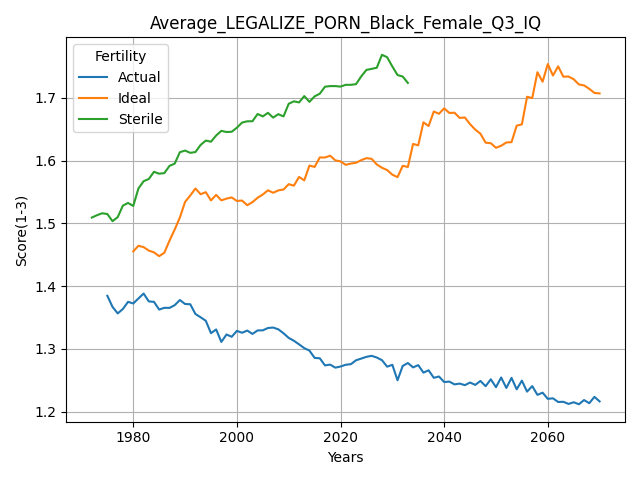 Average_LEGALIZE_PORN_Black_Female_Q3_IQ
Fertility
Actual
Ideal
Sterile
Score(1-3)
1.7
1.6
1.5
1.4
1.3
1.2
1980 2000 2020 2040 2060
Years